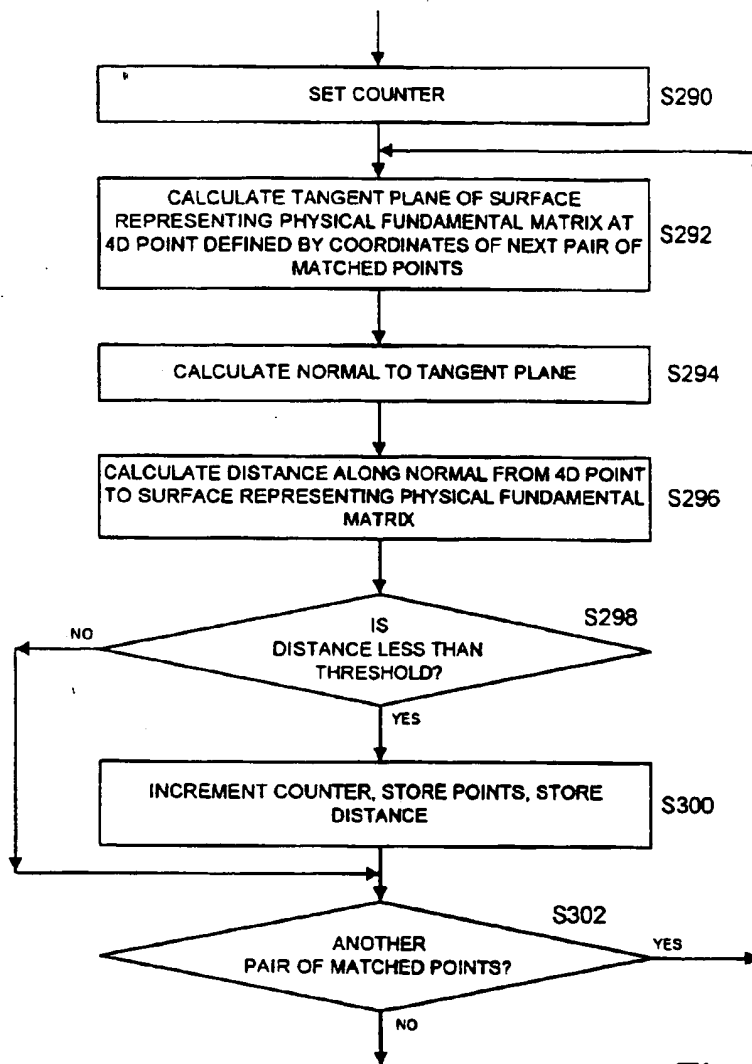 SET COUNTER
S290
CALCULATE TANGENT PLANE OF SURFACE
REPRESENTING PHYSICAL FUNDAMENTAL MATRIX AT
4D POINT DEFINED BY COORDINATES OF NEXT PAIR OF
MATCHED POINTS
S292
CALCULATE NORMAL TO TANGENT PLANE
S294
CALCULATE DISTANCE ALONG NORMAL FROM 4D POINT
TO SURFACE REPRESENTING PHYSICAL FUNDAMENTAL
MATRIX
S296
S298
NO
IS
DISTANCE LESS THAN
THRESHOLD?
YES
INCREMENT COUNTER, STORE POINTS, STORE
DISTANCE
S300
S302
ANOTHER
PAIR OF MATCHED POINTS?
YES
NO